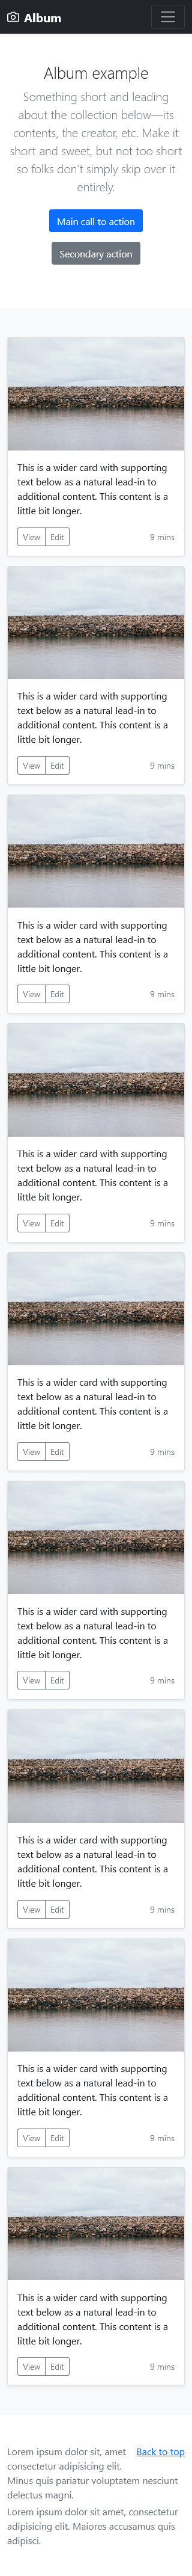 Album
Album example
Something short and leading
about the collection below—its
contents, the creator, etc. Make it
short and sweet, but not too short
so folks don't simply skip over it
entirely.
Main call to action
Secondary action
This is a wider card with supporting
text below as a natural lead-in to
additional content. This content is a
little bit longer.
View Edit 9 mins
This is a wider card with supporting
text below as a natural lead-in to
additional content. This content is a
little bit longer.
View Edit 9 mins
This is a wider card with supporting
text below as a natural lead-in to
additional content. This content is a
little bit longer.
View Edit 9 mins
This is a wider card with supporting
text below as a natural lead-in to
additional content. This content is a
little bit longer.
View Edit 9 mins
This is a wider card with supporting
text below as a natural lead-in to
additional content. This content is a
little bit longer.
View Edit 9 mins
This is a wider card with supporting
text below as a natural lead-in to
additional content. This content is a
little bit longer.
View Edit 9 mins
This is a wider card with supporting
text below as a natural lead-in to
additional content. This content is a
little bit longer.
View Edit 9 mins
This is a wider card with supporting
text below as a natural lead-in to
additional content. This content is a
little bit longer.
View Edit 9 mins
This is a wider card with supporting
text below as a natural lead-in to
additional content. This content is a
little bit longer.
View Edit 9 mins
Lorem ipsum dolor sit, amet Back to top
consectetur adipisicing elit.
Minus quis pariatur voluptatem nesciunt
delectus magni.
Lorem ipsum dolor sit amet, consectetur
adipisicing elit. Maiores accusamus quis
adipisci.